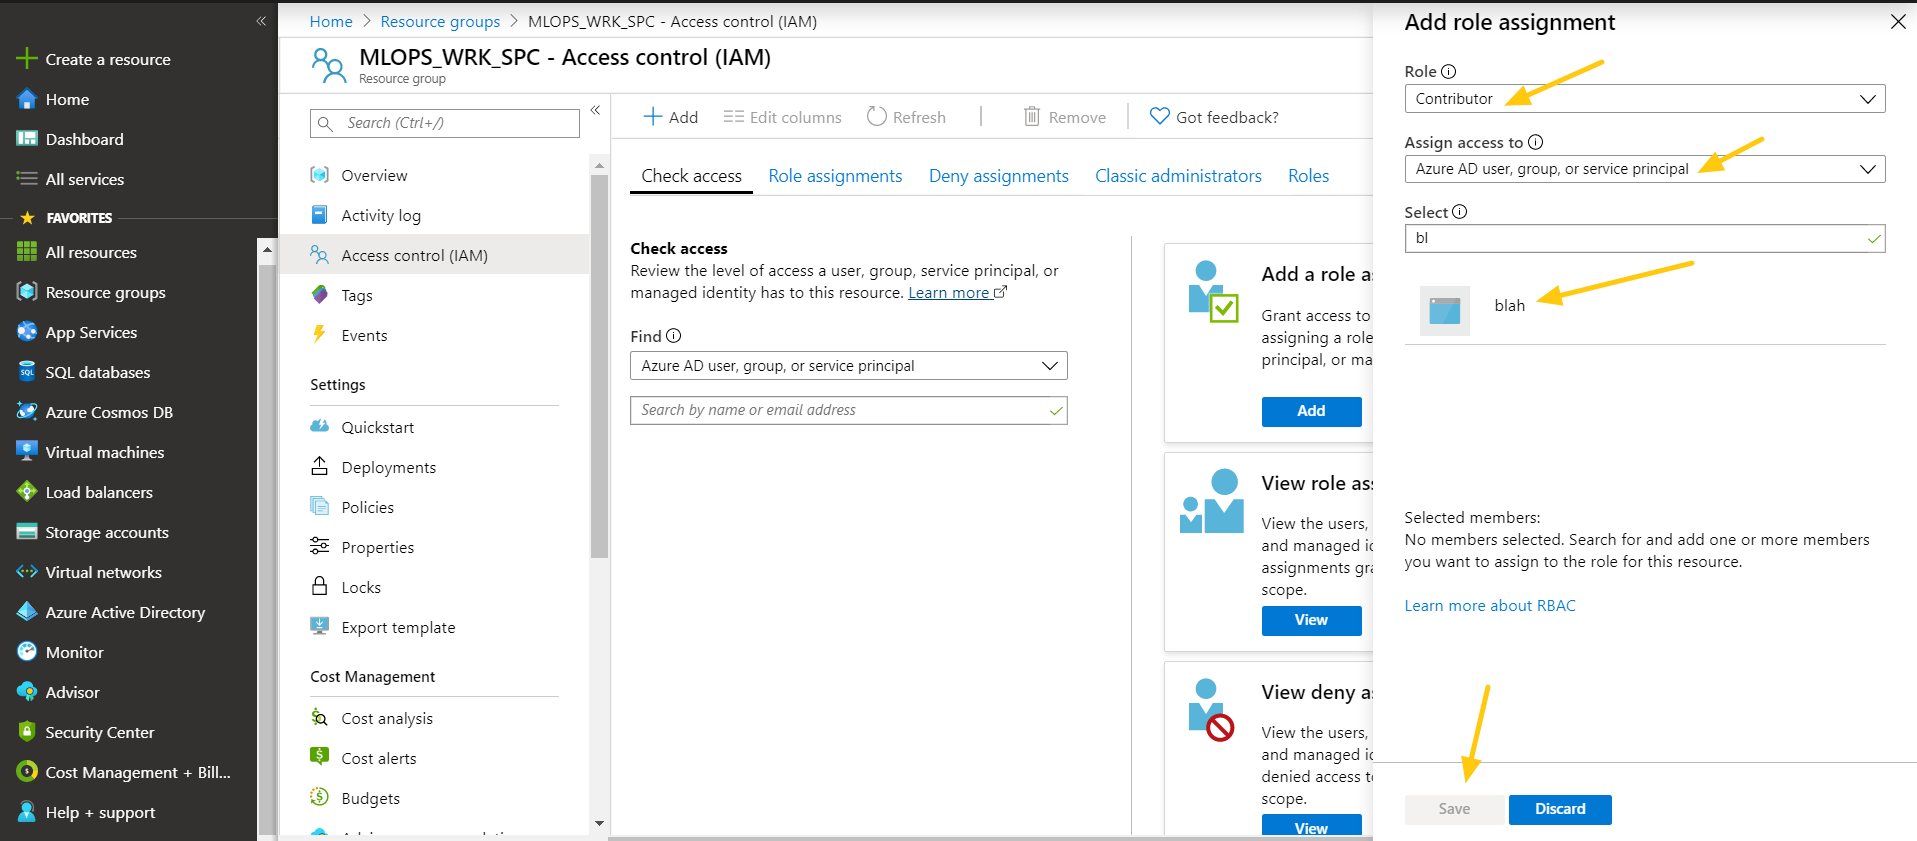 «
Create a resource
Home
Dashboard
All services
FAVORITES
All resources
Resource groups
App Services
SQL databases
Azure Cosmos DB
Virtual machines
Load balancers
Storage accounts
Virtual networks
Azure Active Directory
Monitor
Advisor
Security Center
Cost Management + Bill...
Help + support
Home > Resource groups > MLOPS_WRK_SPC - Access control (IAM)
MLOPS_WRK_SPC - Access control (IAM)
Resource group
Search (Ctrl+/)
«
Overview
Activity log
Access control (IAM)
Tags
Events
Settings
Quickstart
Deployments
Policies
Properties
Locks
Export template
Cost Management
Cost analysis
Cost alerts
Budgets
Add Edit columns Refresh | Remove | Got feedback?
Check access Role assignments Deny assignments Classic administrators Roles
Check access
Review the level of access a user, group, service principal, or
managed identity has to this resource. Learn more
Find
Azure AD user, group, or service principal
Search by name or email address
Add a role a
Grant access to
assigning a role
principal, or ma
Add
View role as
View the users,
and managed i
assignments gra
scope.
View
View deny a
View the users,
and managed i
denied access t
scope.
View
Add role assignment
Role
Contributor
Assign access to
Azure AD user, group, or service principal
Select
bl
blah
Selected members:
No members selected. Search for and add one or more members
you want to assign to the role for this resource.
Learn more about RBAC
Save Discard